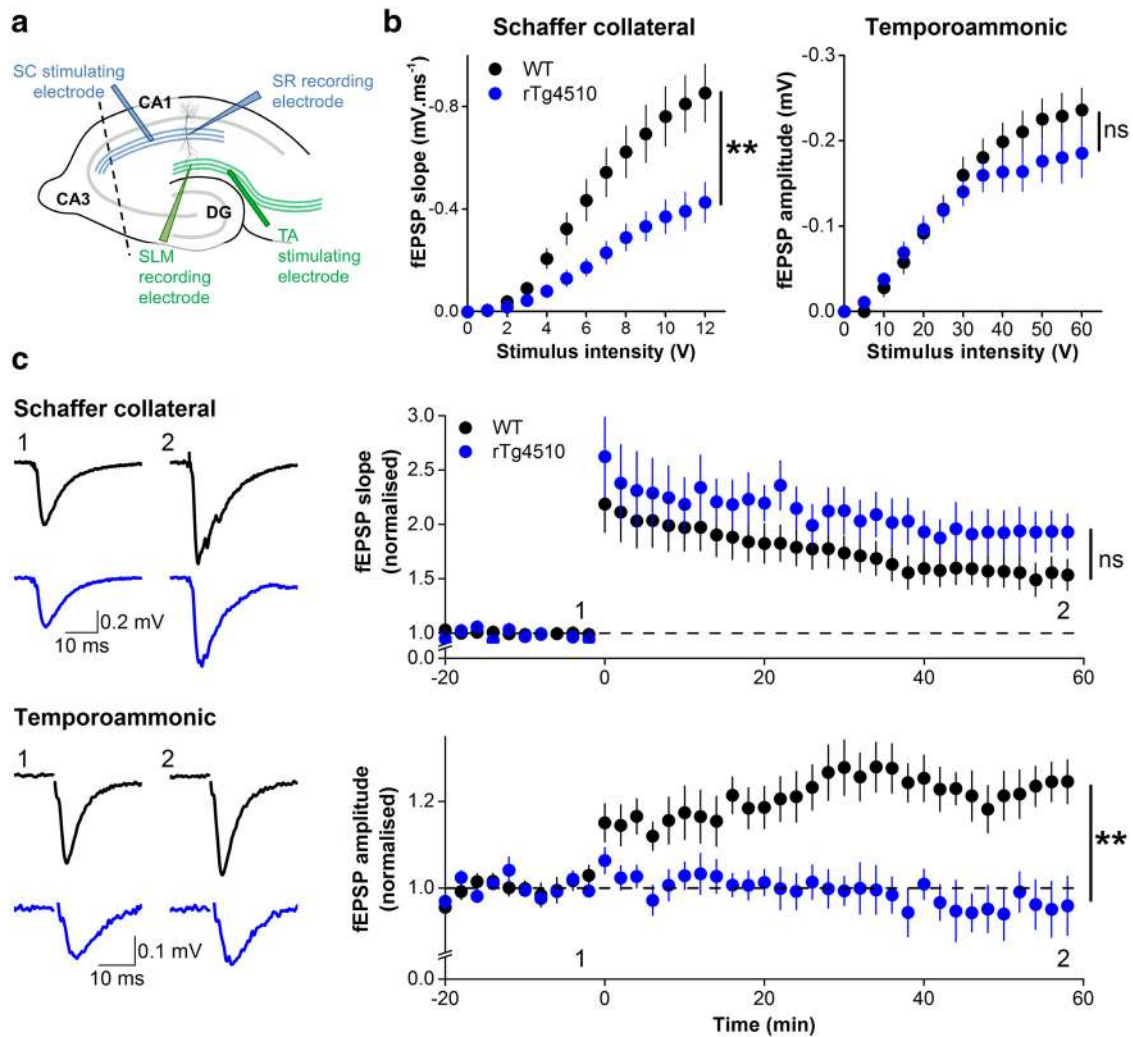 a
SC stimulating
electrode
SR recording
electrode
CA1
CA3
DG
SLM
recording
electrode
TA
stimulating
electrode
b
Schaffer collateral
fEPSP slope (mV.ms-1)
-0.8
-0.4
0.0
WT
rTg4510
**
0 2 4 6 8 10 12
Stimulus intensity (V)
Temporoammonic
fEPSP amplitude (mV)
-0.3
-0.2
-0.1
0.0
ns
0 10 20 30 40 50 60
Stimulus intensity (V)
c
Schaffer collateral
1 2
0.2 mV
10 ms
fEPSP slope
(normalised)
3.0
2.5
2.0
1.5
1.0
0.0
WT
rTg4510
ns
1 2
-20 0 20 40 60
Temporoammonic
1 2
0.1 mV
10 ms
fEPSP amplitude
(normalised)
1.2
1.0
0.0
**
1 2
-20 0 20 40 60
Time (min)